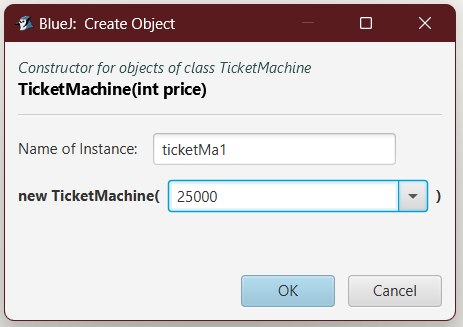 BlueJ: Create Object
Constructor for objects of class TicketMachine
TicketMachine(int price)
Name of Instance: ticketMa1
new TicketMachine( 25000 )
OK Cancel